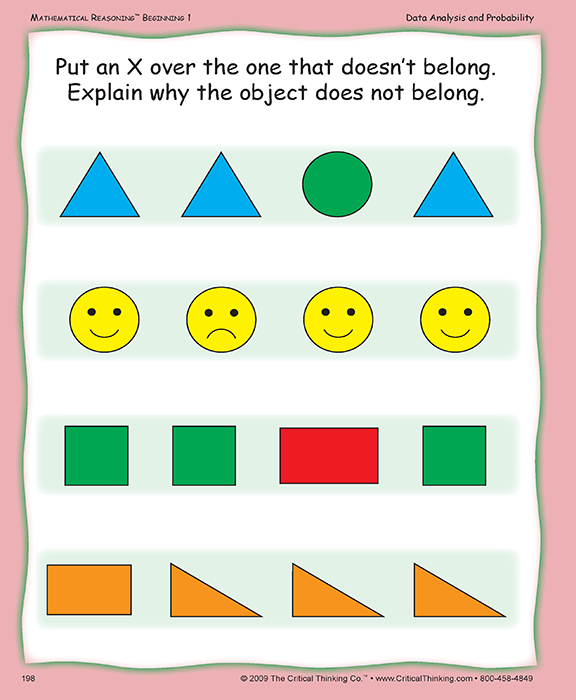 Mathematical Reasoning™ Beginning 1
Data Analysis and Probability
Put an X over the one that doesn't belong.
Explain why the object does not belong.
198
© 2009 The Critical Thinking Co.™ • www.CriticalThinking.com • 800-458-4849